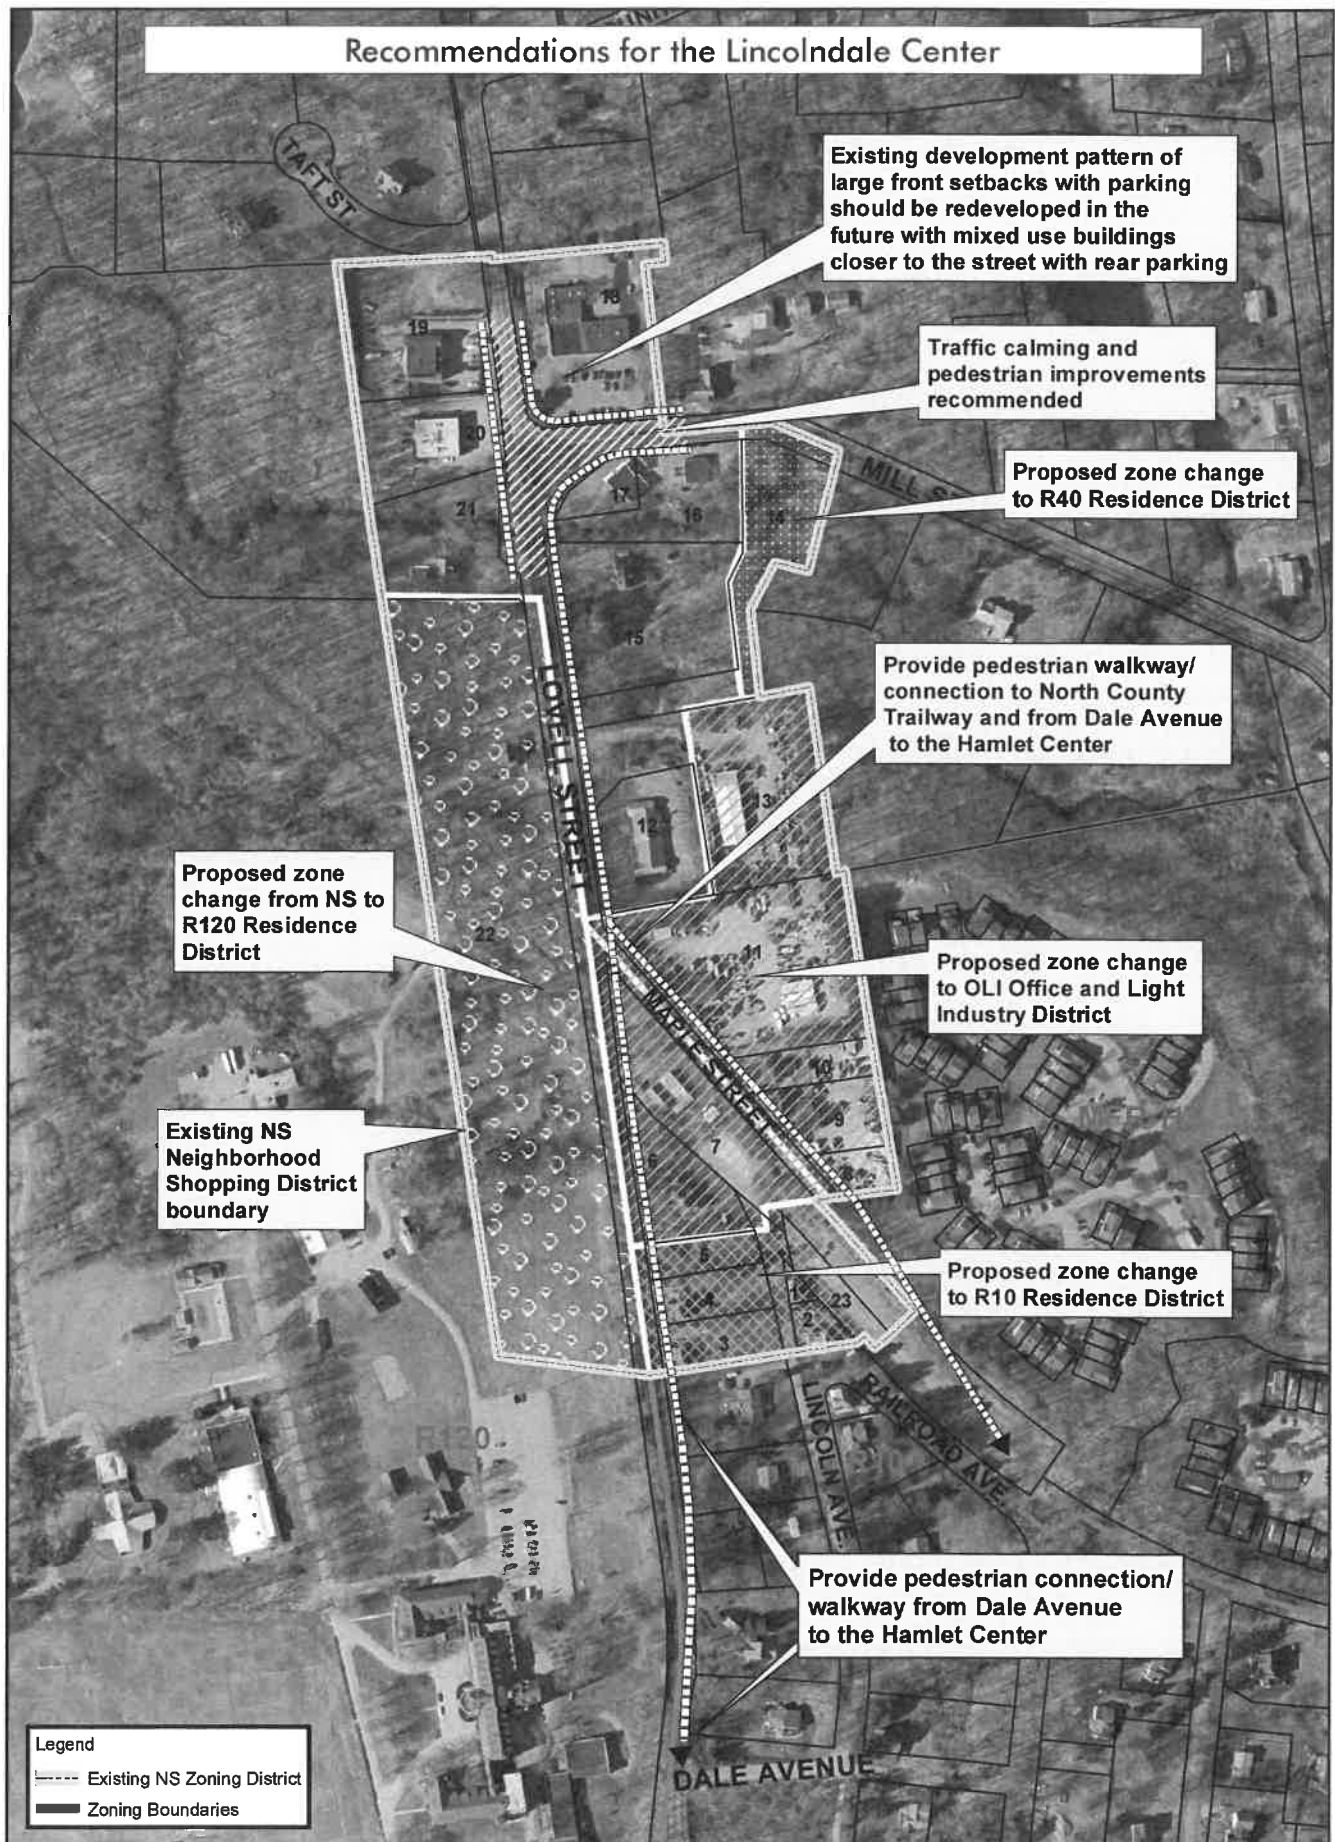 Recommendations for the Lincolndale Center
TAFT ST
Existing development pattern of
large front setbacks with parking
should be redeveloped in the
future with mixed use buildings
closer to the street with rear parking
18
19
Traffic calming and
pedestrian improvements
recommended
20
MILL S
Proposed zone change
to R40 Residence District
17
16
14
21
15
LOVELL STREET
Provide pedestrian walkway/
connection to North County
Trailway and from Dale Avenue
to the Hamlet Center
13
12
Proposed zone
change from NS to
R120 Residence
District
22
11
Proposed zone change
to OLI Office and Light
Industry District
MAPLE STREET
10
9
8
7
6
Existing NS
Neighborhood
Shopping District
boundary
5
Proposed zone change
to R10 Residence District
4
1
23
2
3
LINCOLN AVE.
RAILROAD AVE.
R120
Provide pedestrian connection/
walkway from Dale Avenue
to the Hamlet Center
DALE AVENUE
Legend
Existing NS Zoning District
Zoning Boundaries